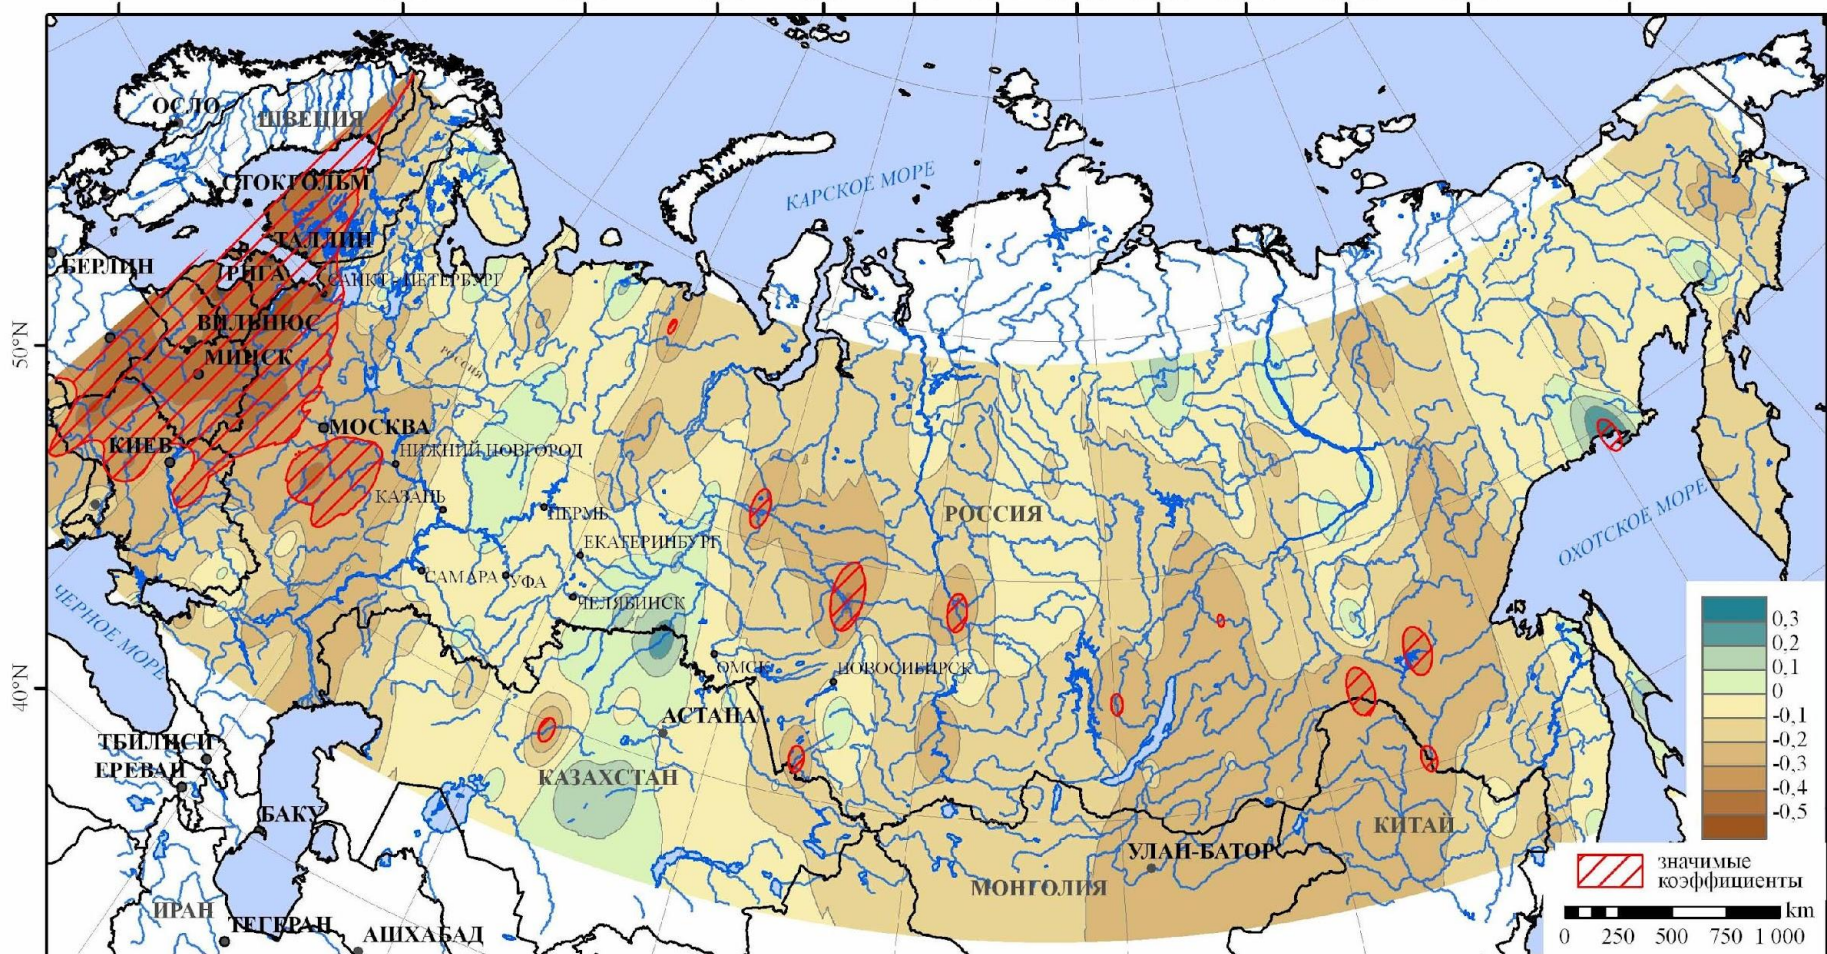 ОСЛО
ШВЕЦИЯ
КАРСКОЕ МОРЕ
СТОКГОЛЬМ
ТАЛЛИН
БЕРЛИН
РИГА
САНКТ - ПЕТЕРБУРГ
ВИЛЬНЮС
50°N
МИНСК
РОССИЯ
МОСКВА
КИЕВ
НИЖНИЙ НОВГОРОД
КАЗАНЬ
ПЕРМЬ
РОССИЯ
ОХОТСКОЕ МОРЕ
ЕКАТЕРИНБУРГ
САМАРА
УФА
ЧЕЛЯБИНСК
ЧЕРНОЕ МОРЕ
0,3
0,2
0,1
0
-0,1
-0,2
-0,3
-0,4
-0,5
ОМСК
НОВОСИБИРСК
40°N
АСТАНА
ТБИЛИСИ
ЕРЕВАН
КАЗАХСТАН
БАКУ
КИТАЙ
УЛАН-БАТОР
МОНГОЛИЯ
значимые
коэффициенты
ИРАН
ТЕГЕРАН
АШХАБАД
km
0 250 500 750 1 000